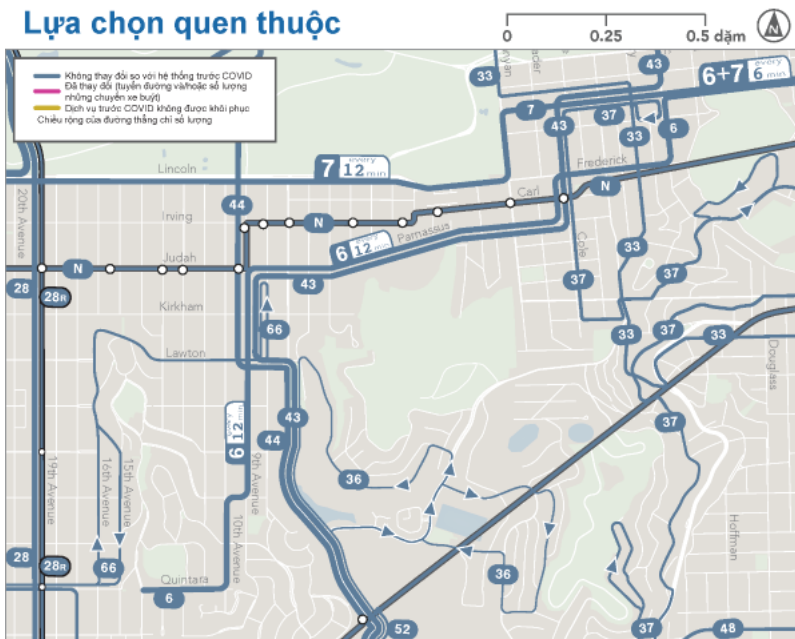 Lựa chọn quen thuộc
0 0.25 0.5 dặm
N
Không thay đổi so với hệ thống trước COVID
Đã thay đổi (tuyến đường và/hoặc số lượng
những chuyến xe buýt)
Dịch vụ trước COVID không được khôi phục
Chiều rộng của đường thẳng chỉ số lượng
33
43
6+7 every 6 min
7
37
43
33
6
Lincoln
7 every 12 min
Frederick
Carl
N
20th Avenue
44
Irving
N
6 12 min
Parnassus
Cole
33
Judah
N
43
37
37
28
28R
Kirkham
66
33
37
33
Lawton
Douglass
43
44
6 12
37
19th Avenue
16th Avenue
15th Avenue
9th Avenue
10th Avenue
36
Hoffman
28
28R
66
Quintara
6
36
52
37
48